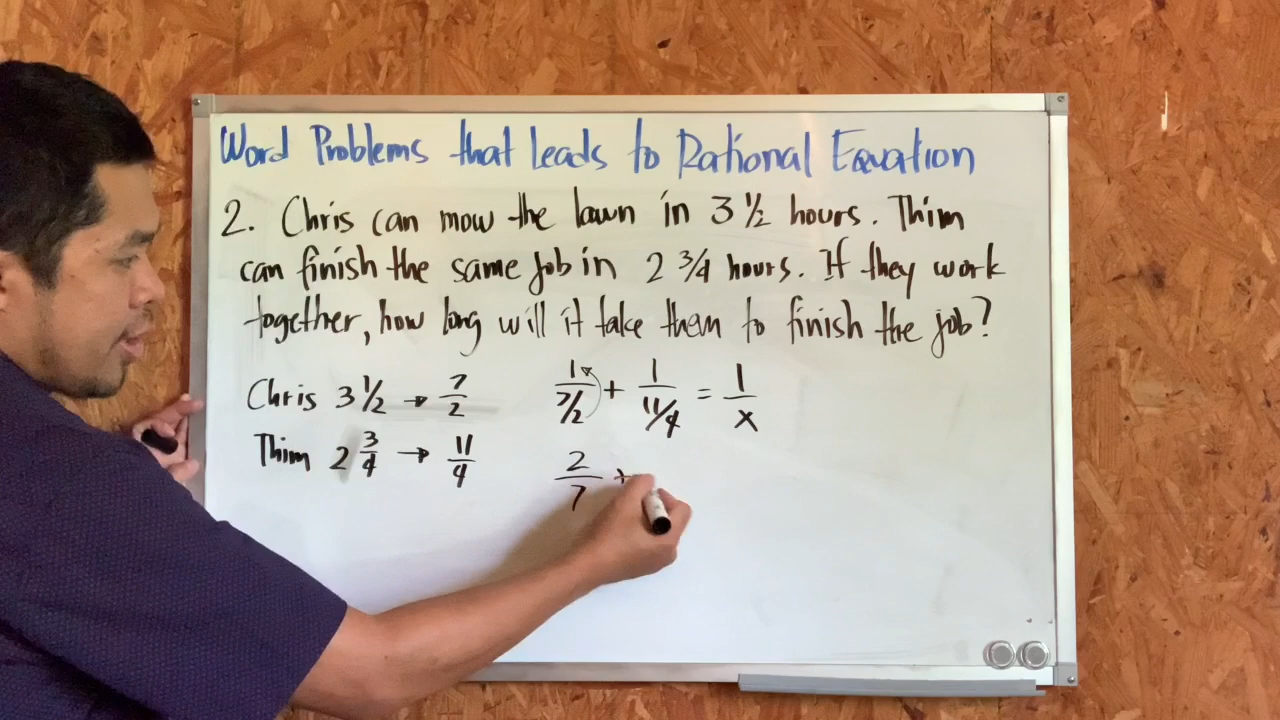 Word Problems that Leads to Rational Equation
2. Chris can mow the lawn in 3 1/2 hours. Thim
can finish the same job in 2 3/4 hours. If they work
together, how long will it take them to finish the job?
Chris 3 1/2 → 7/2
Thim 2 3/4 → 11/4
1/(7/2) + 1/(11/4) = 1/x
2/7 +